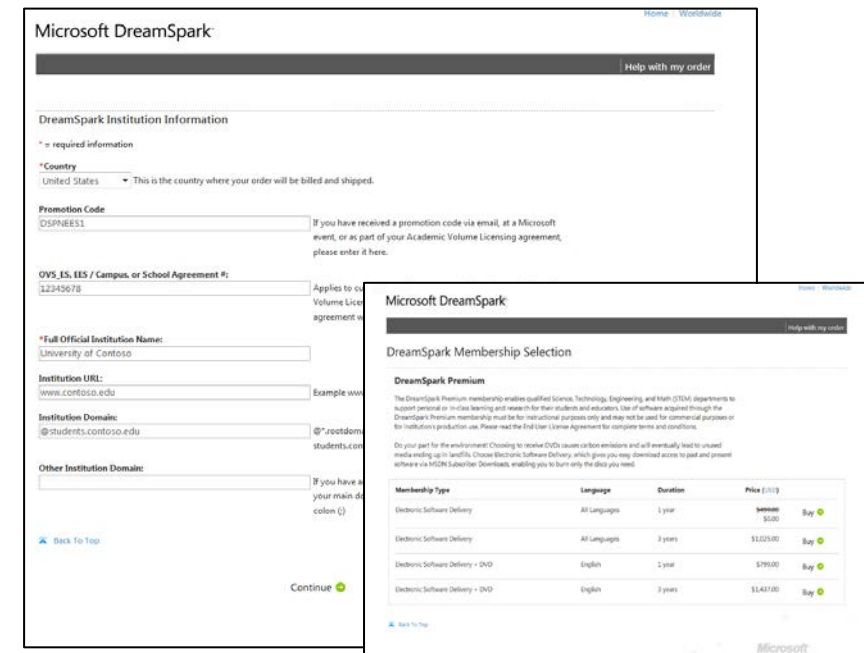 Home | Worldwide
Microsoft DreamSpark
Help with my order
DreamSpark Institution Information
* = required information
*Country
United States This is the country where your order will be billed and shipped.
Promotion Code
DSPNEES1 If you have received a promotion code via email, at a Microsoft
event, or as part of your Academic Volume Licensing agreement,
please enter it here.
OVS_ES, EES / Campus, or School Agreement #:
12345678 Applies to cu
Volume Licen
agreement w
*Full Official Institution Name:
University of Contoso
Institution URL:
www.contoso.edu Example www
Institution Domain:
@students.contoso.edu @*.rootdoma
students.con
Other Institution Domain:
If you have a
your main do
colon (;)
Back To Top
Continue
Home | Worldwide
Microsoft DreamSpark
Help with my order
DreamSpark Membership Selection
DreamSpark Premium
The DreamSpark Premium membership enables qualified Science, Technology, Engineering, and Math (STEM) departments to
support personal or in-class learning and research for their students and educators. Use of software acquired through the
DreamSpark Premium membership must be for instructional purposes only and may not be used for commercial purposes or
for institution's production use. Please read the End User License Agreement for complete terms and conditions.
Do your part for the environment! Choosing to receive DVDs causes carbon emissions and will eventually lead to unused
media ending up in landfills. Choose Electronic Software Delivery, which gives you easy download access to past and present
software via MSDN Subscriber Downloads, enabling you to burn only the discs you need.
Membership Type Language Duration Price (USD)
Electronic Software Delivery All Languages 1 year $499.00 Buy
$0.00
Electronic Software Delivery All Languages 3 years $1,025.00 Buy
Electronic Software Delivery + DVD English 1 year $799.00 Buy
Electronic Software Delivery + DVD English 3 years $1,437.00 Buy
Back To Top
Microsoft